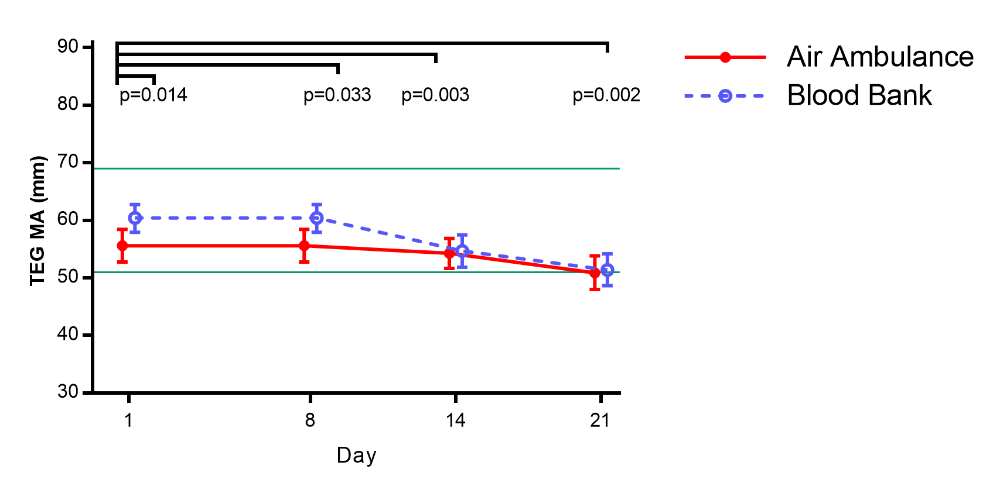 90
80
70
60
50
40
30
TEG MA (mm)
p=0.014
p=0.033
p=0.003
p=0.002
1
8
14
21
Day
Air Ambulance
Blood Bank